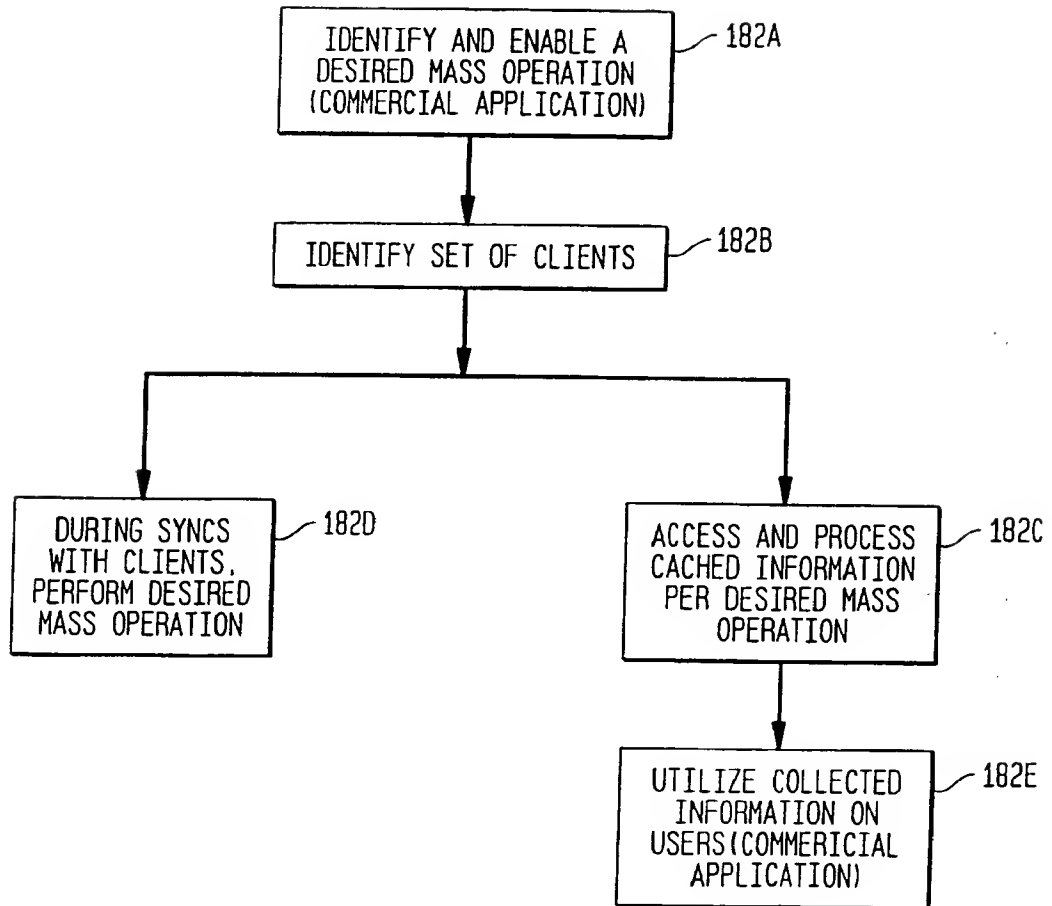 IDENTIFY AND ENABLE A
DESIRED MASS OPERATION
(COMMERCIAL APPLICATION)
182A
IDENTIFY SET OF CLIENTS
182B
DURING SYNCS
WITH CLIENTS,
PERFORM DESIRED
MASS OPERATION
182D
ACCESS AND PROCESS
CACHED INFORMATION
PER DESIRED MASS
OPERATION
182C
UTILIZE COLLECTED
INFORMATION ON
USERS(COMMERICIAL
APPLICATION)
182E